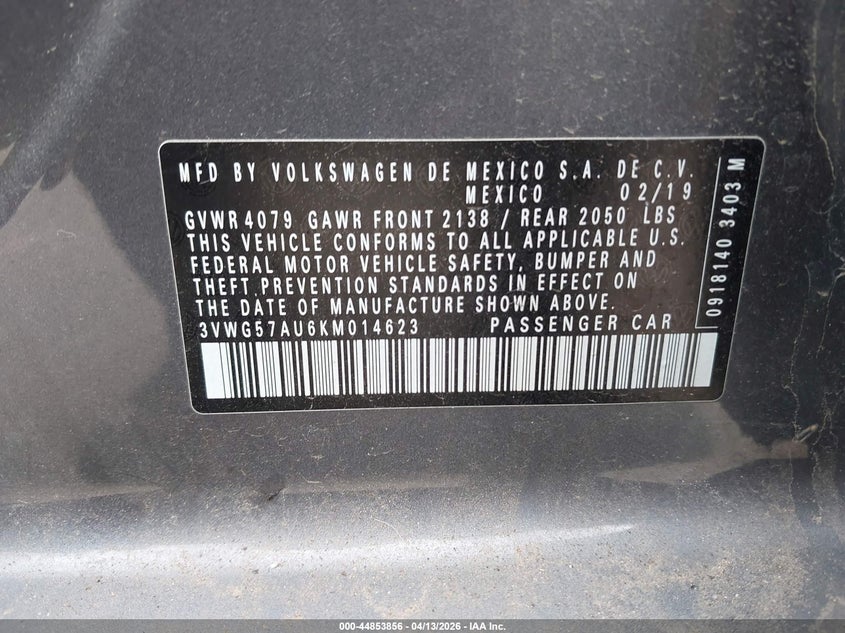 MFD BY VOLKSWAGEN DE MEXICO S.A. DE C.V.
MEXICO 02/19
GVWR 4079 GAWR FRONT 2138 / REAR 2050 LBS
THIS VEHICLE CONFORMS TO ALL APPLICABLE U.S.
FEDERAL MOTOR VEHICLE SAFETY, BUMPER AND
THEFT PREVENTION STANDARDS IN EFFECT ON
THE DATE OF MANUFACTURE SHOWN ABOVE.
3VWG57AU6KM014623 PASSENGER CAR
0918140 3403 M
000-44853856 - 04/13/2026 - IAA Inc.